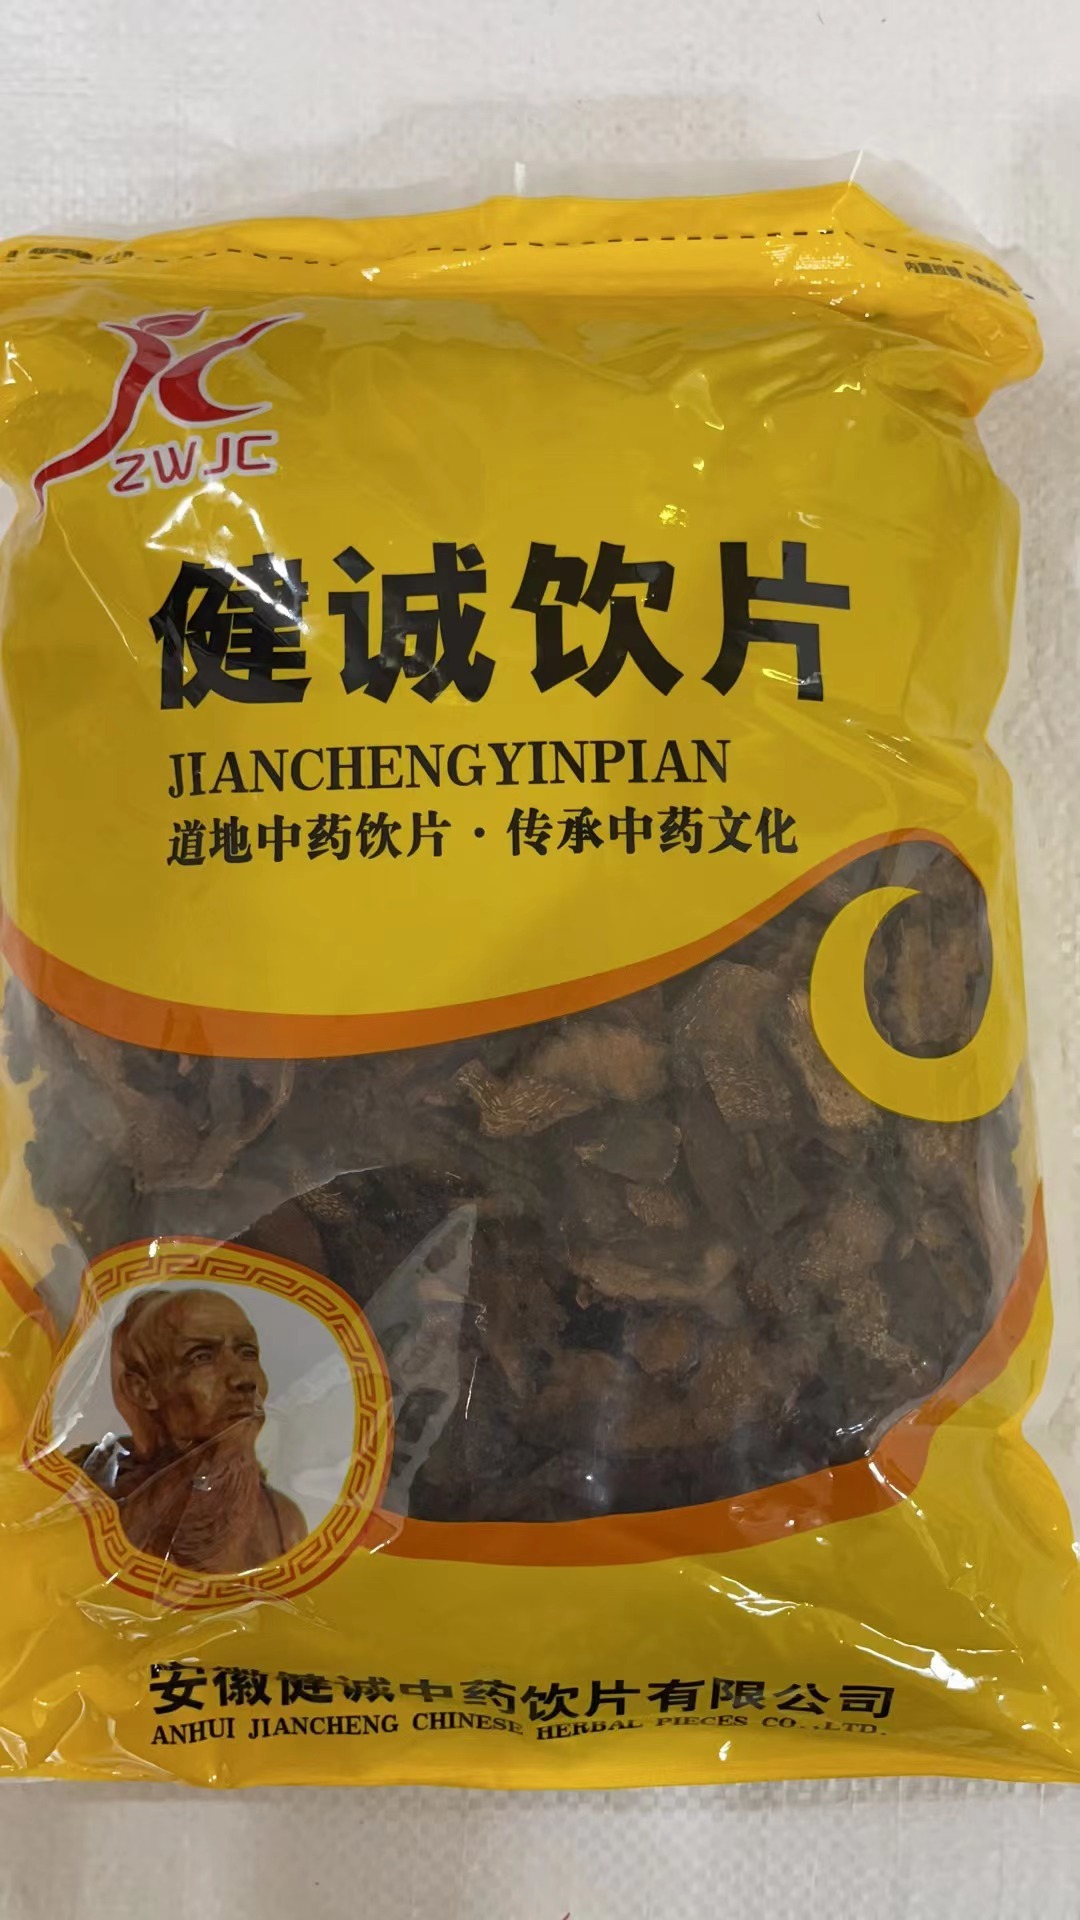 ZWJC
健诚饮片
JIANCHENGYINPIAN
道地中药饮片·传承中药文化
安徽健诚中药饮片有限公司
ANHUI JIANCHENG CHINESE HERBAL PIECES CO.,LTD.